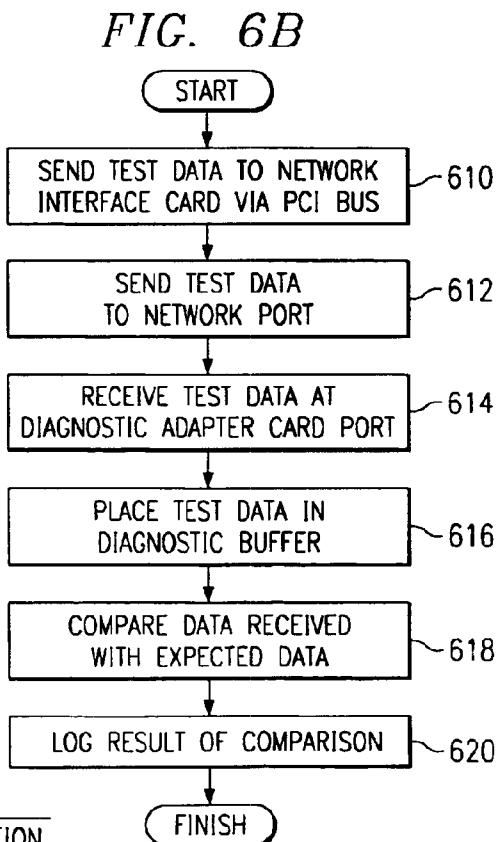 FIG. 6B
START
SEND TEST DATA TO NETWORK
INTERFACE CARD VIA PCI BUS
610
SEND TEST DATA
TO NETWORK PORT
612
RECEIVE TEST DATA AT
DIAGNOSTIC ADAPTER CARD PORT
614
PLACE TEST DATA IN
DIAGNOSTIC BUFFER
616
COMPARE DATA RECEIVED
WITH EXPECTED DATA
618
LOG RESULT OF COMPARISON
620
FINISH